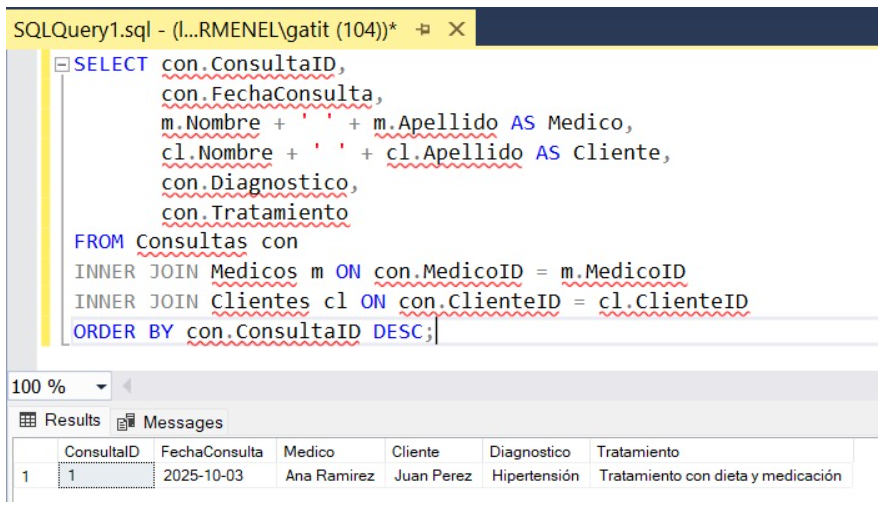 SQLQuery1.sql - (l...RMENEL\gatit (104))*
SELECT con.ConsultaID,
con.FechaConsulta,
m.Nombre + ' ' + m.Apellido AS Medico,
cl.Nombre + ' ' + cl.Apellido AS Cliente,
con.Diagnostico,
con.Tratamiento
FROM Consultas con
INNER JOIN Medicos m ON con.MedicoID = m.MedicoID
INNER JOIN Clientes cl ON con.ClienteID = cl.ClienteID
ORDER BY con.ConsultaID DESC;
100 %
Results Messages
ConsultaID FechaConsulta Medico Cliente Diagnostico Tratamiento
1 1 2025-10-03 Ana Ramirez Juan Perez Hipertensión Tratamiento con dieta y medicación